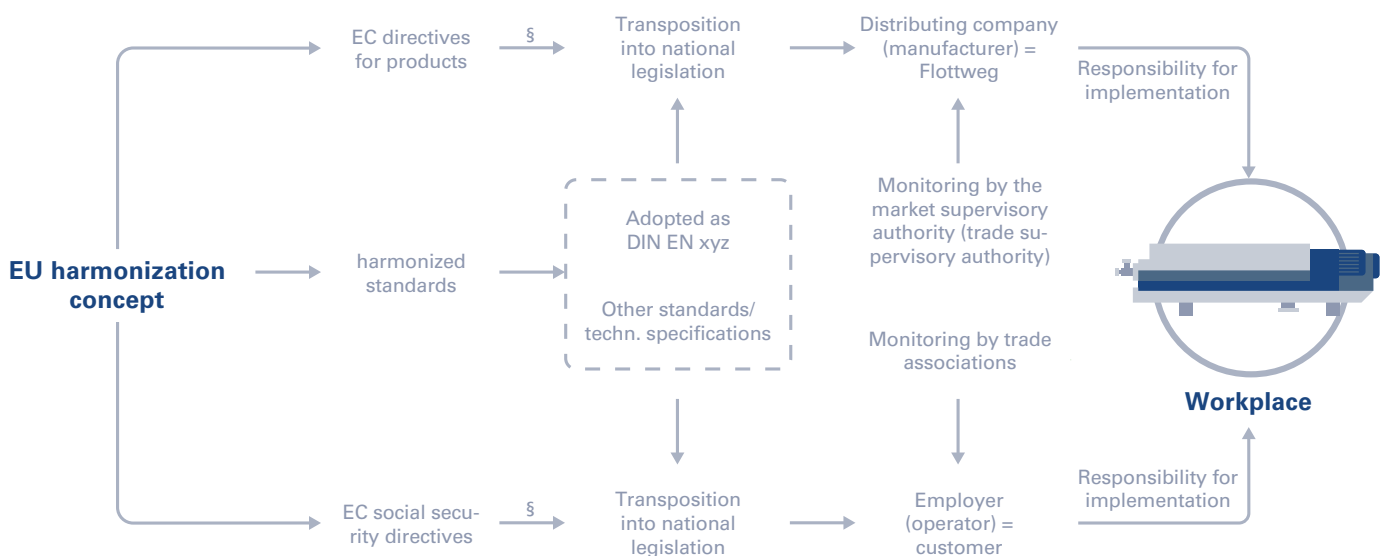 EC directives
for products
§
Transposition
into national
legislation
Distributing company
(manufacturer) =
Flottweg
Responsibility for
implementation
EU harmonization
concept
harmonized
standards
Adopted as
DIN EN xyz
Other standards/
techn. specifications
Monitoring by the
market supervisory
authority (trade su-
pervisory authority)
Monitoring by trade
associations
Workplace
EC social secu-
rity directives
§
Transposition
into national
legislation
Employer
(operator) =
customer
Responsibility for
implementation